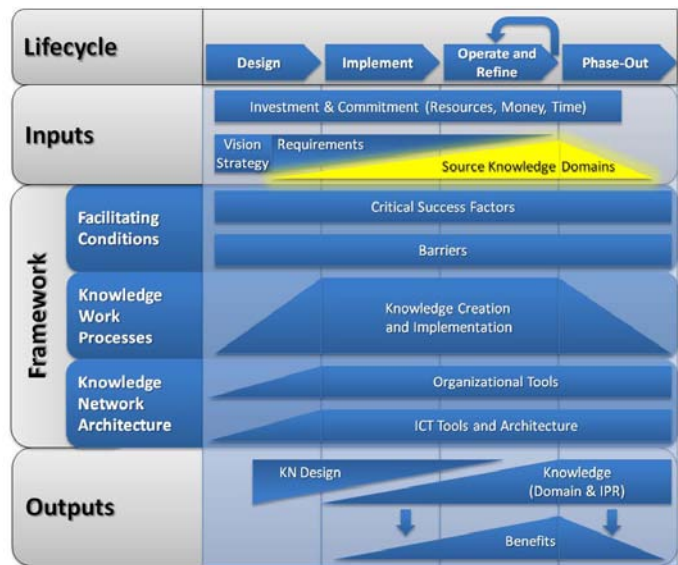 Lifecycle
Design
Implement
Operate and
Refine
Phase-Out
Inputs
Investment & Commitment (Resources, Money, Time)
Vision
Strategy
Requirements
Source Knowledge Domains
Framework
Facilitating
Conditions
Critical Success Factors
Barriers
Knowledge
Work
Processes
Knowledge Creation
and Implementation
Knowledge
Network
Architecture
Organizational Tools
ICT Tools and Architecture
Outputs
KN Design
Knowledge
(Domain & IPR)
Benefits